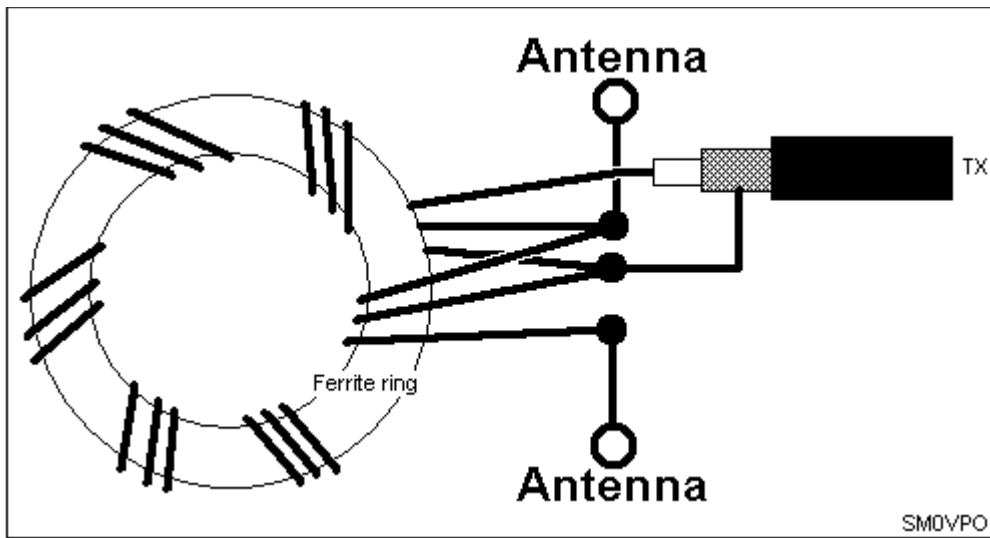 Antenna
TX
Ferrite ring
Antenna
SM0VPO